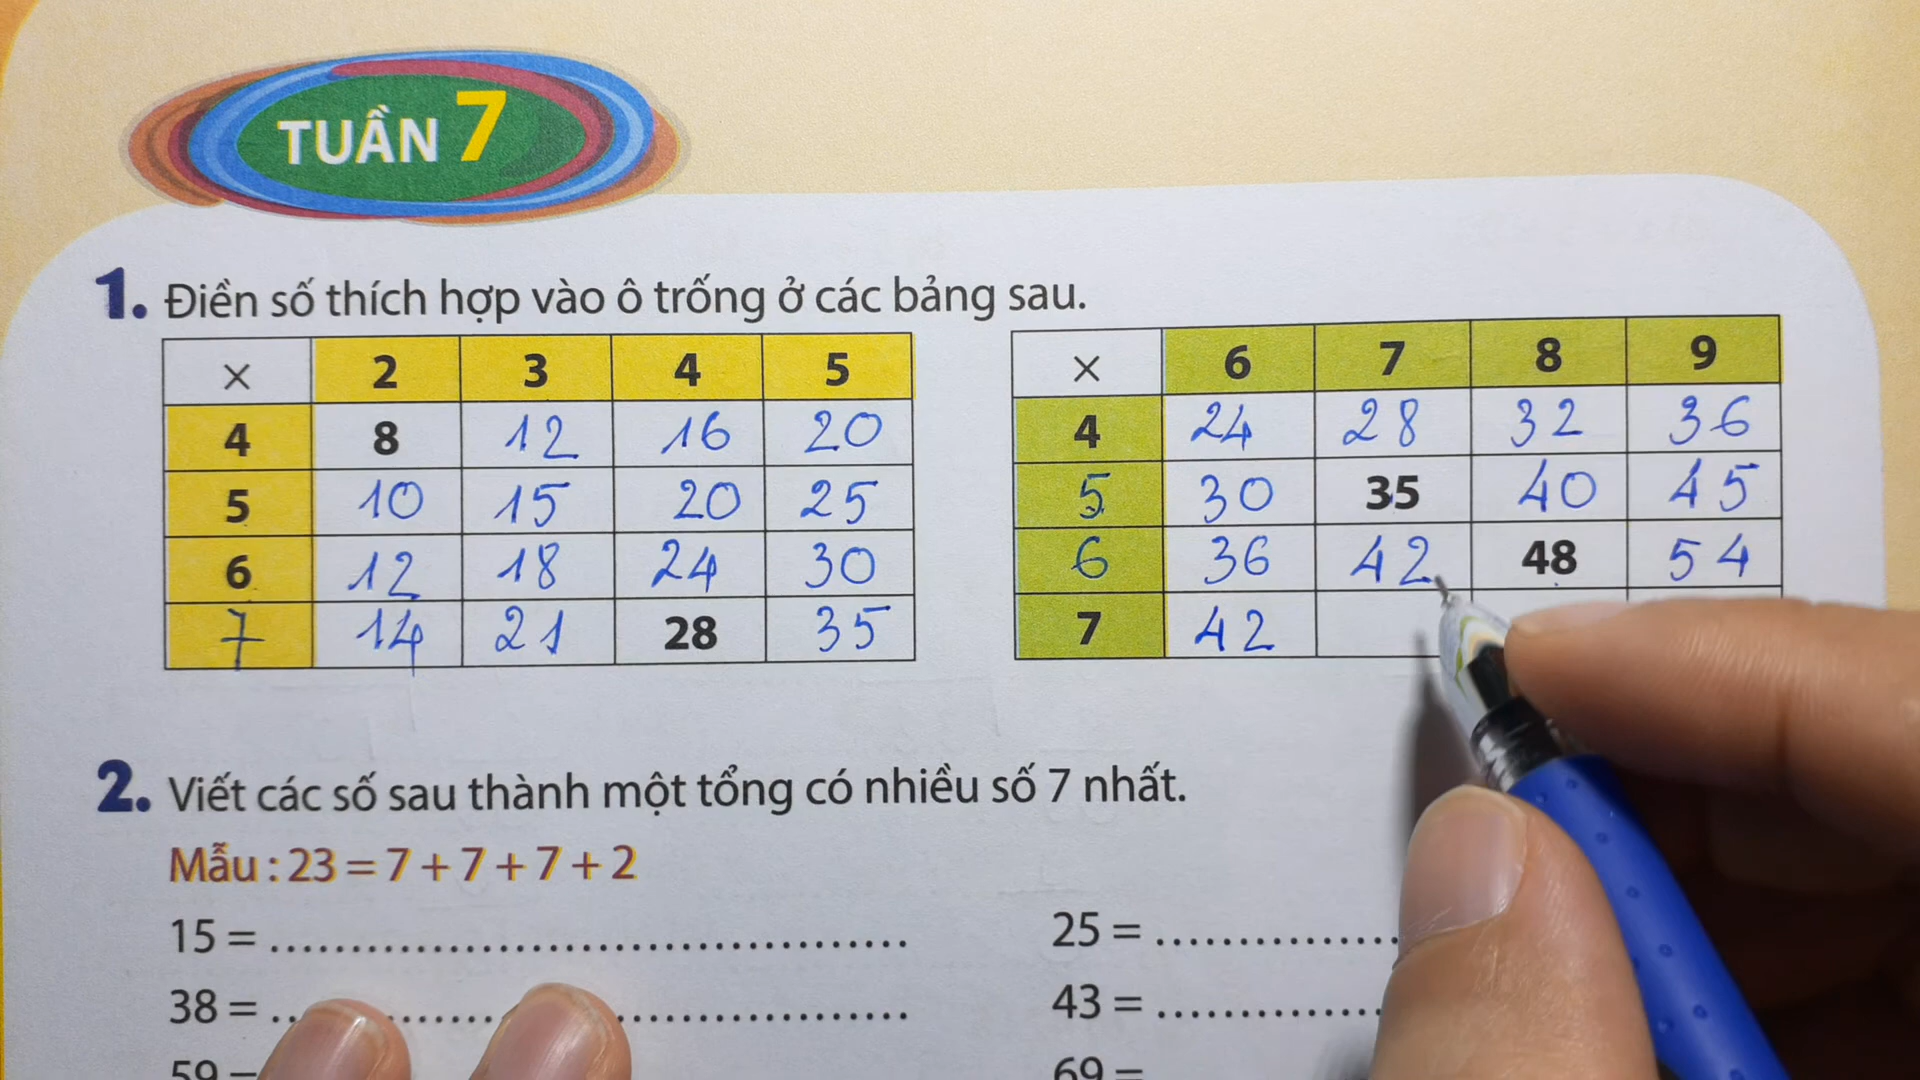 TUẦN 7
1. Điền số thích hợp vào ô trống ở các bảng sau.
× 2 3 4 5
4 8 12 16 20
5 10 15 20 25
6 12 18 24 30
7 14 21 28 35
× 6 7 8 9
4 24 28 32 36
5 30 35 40 45
6 36 42 48 54
7 42
2. Viết các số sau thành một tổng có nhiều số 7 nhất.
Mẫu : 23 = 7 + 7 + 7 + 2
15 = ........................................
25 = ...............
38 = ........................................
43 = ..............
59 =
69 =